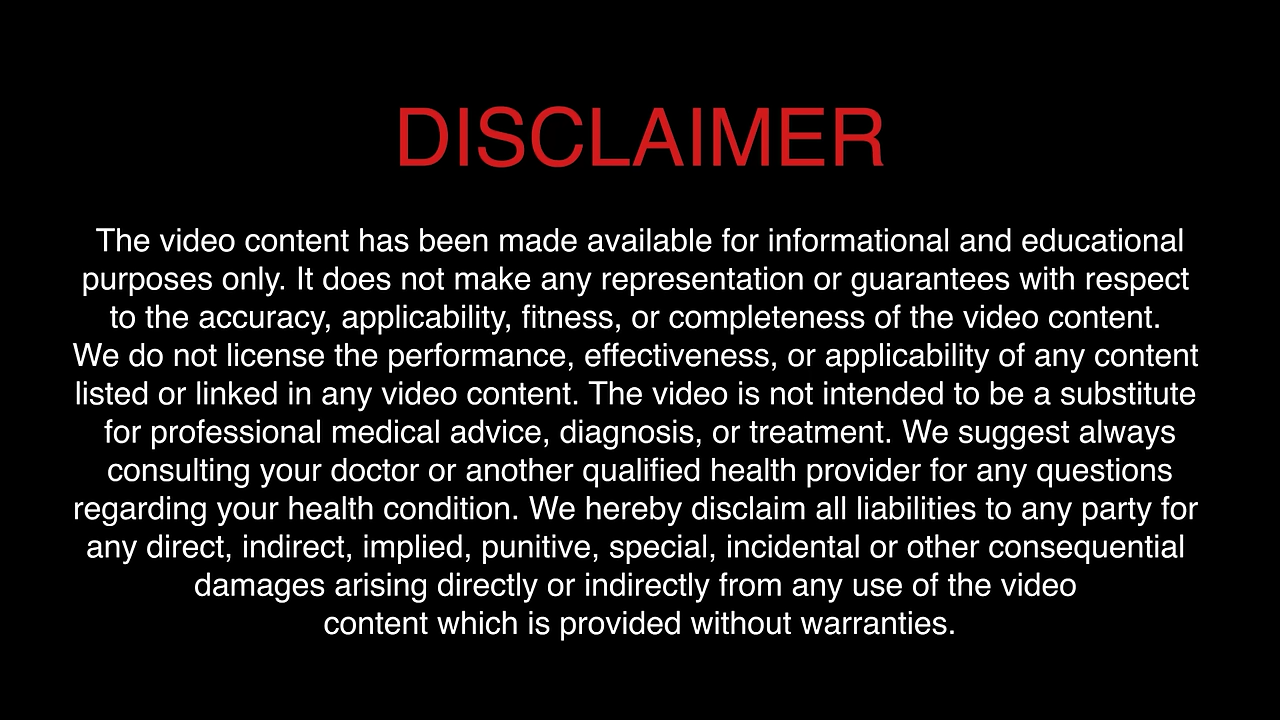 DISCLAIMER
The video content has been made available for informational and educational
purposes only. It does not make any representation or guarantees with respect
to the accuracy, applicability, fitness, or completeness of the video content.
We do not license the performance, effectiveness, or applicability of any content
listed or linked in any video content. The video is not intended to be a substitute
for professional medical advice, diagnosis, or treatment. We suggest always
consulting your doctor or another qualified health provider for any questions
regarding your health condition. We hereby disclaim all liabilities to any party for
any direct, indirect, implied, punitive, special, incidental or other consequential
damages arising directly or indirectly from any use of the video
content which is provided without warranties.